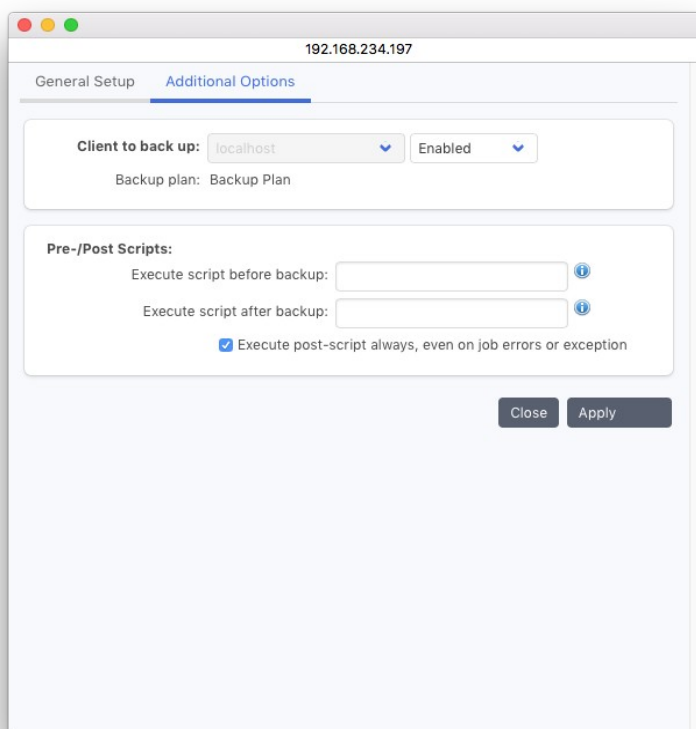 192.168.234.197
General Setup Additional Options
Client to back up: localhost Enabled
Backup plan: Backup Plan
Pre-/Post Scripts:
Execute script before backup:
Execute script after backup:
Execute post-script always, even on job errors or exception
Close Apply